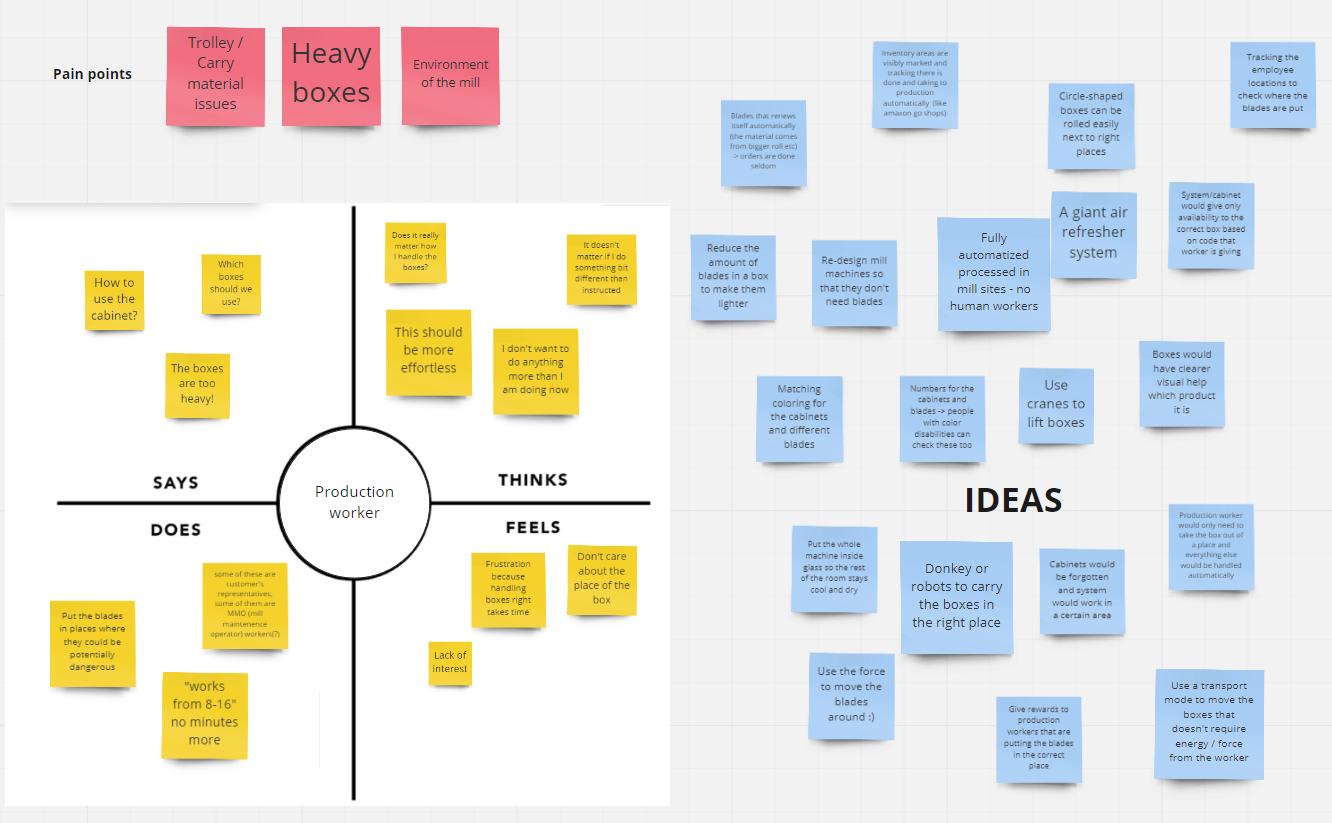 Pain points
Trolley /
Carry
material
issues
Heavy
boxes
Environment
of the mill
How to
use the
cabinet?
Which
boxes
should we
use?
The boxes
are too
heavy!
SAYS
Does it really
matter how
I handle the
boxes?
It doesn't
matter if I do
something bit
different than
instructed
This should
be more
effortless
I don't want to
do anything
more than I
am doing now
THINKS
Production
worker
DOES
some of these are
customer's
representatives,
some of them are
MMO (mill
maintenence
operator) workers(?)
Put the blades
in places where
they could be
potentially
dangerous
"works
from 8-16"
no minutes
more
FEELS
Frustration
because
handling
boxes right
takes time
Don't care
about the
place of the
box
Lack of
interest
Inventory areas are
visibly marked and
tracking there is
done and taking to
production
automatically (like
amazon go shops)
Tracking the
employee
locations to
check where the
blades are put
Blades that renews
itself automatically
(the material comes
from bigger roll etc)
-> orders are done
seldom
Circle-shaped
boxes can be
rolled easily
next to right
places
System/cabinet
would give only
availability to the
correct box based
on code that
worker is giving
A giant air
refresher
system
Fully
automatized
processed in
mill sites - no
human workers
Reduce the
amount of
blades in a box
to make them
lighter
Re-design mill
machines so
that they don't
need blades
Boxes would
have clearer
visual help
which product
it is
Matching
coloring for
the cabinets
and different
blades
Numbers for the
cabinets and
blades -> people
with color
disabilities can
check these too
Use
cranes to
lift boxes
IDEAS
Production worker
would only need to
take the box out of
a place and
everything else
would be handled
automatically
Put the whole
machine inside
glass so the rest
of the room stays
cool and dry
Donkey or
robots to carry
the boxes in
the right place
Cabinets would
be forgotten
and system
would work in
a certain area
Use the force
to move the
blades
around :)
Give rewards to
production
workers that are
putting the blades
in the correct
place
Use a transport
mode to move the
boxes that
doesn't require
energy / force
from the worker